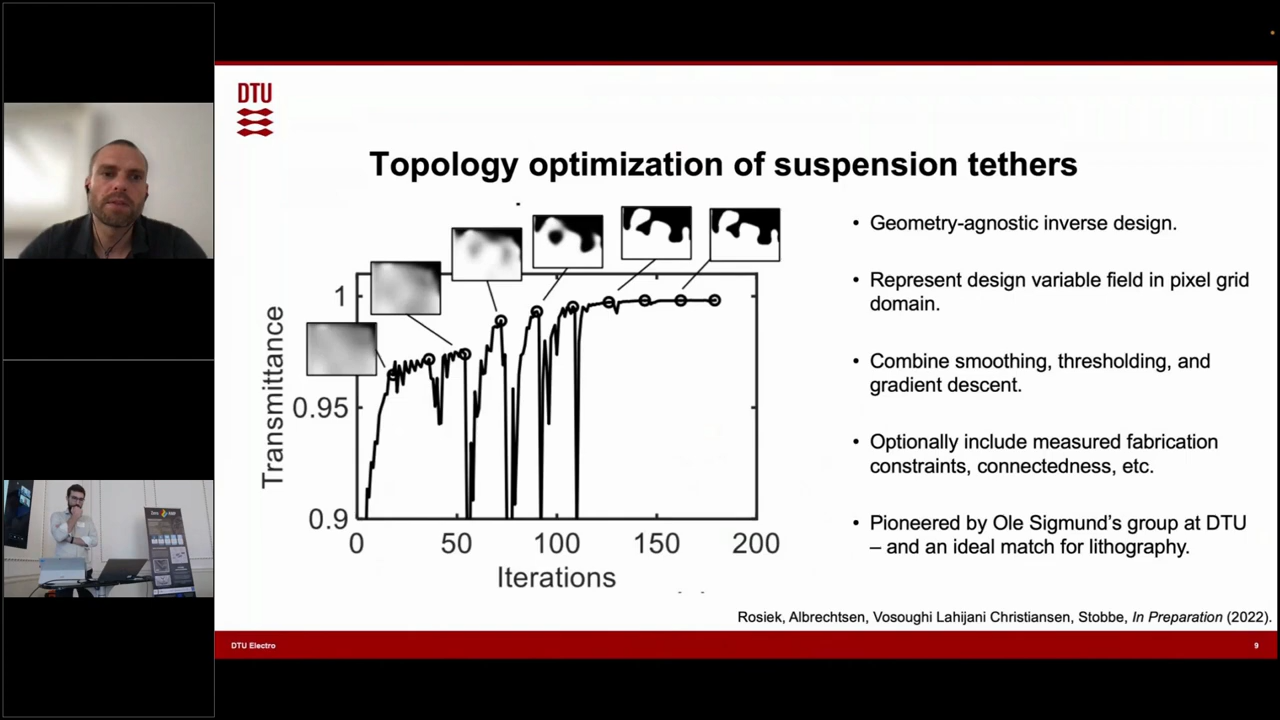 DTU
Topology optimization of suspension tethers
1
0.95
0.9
Transmittance
0
50
100
150
200
Iterations
• Geometry-agnostic inverse design.
• Represent design variable field in pixel grid
domain.
• Combine smoothing, thresholding, and
gradient descent.
• Optionally include measured fabrication
constraints, connectedness, etc.
• Pioneered by Ole Sigmund's group at DTU
– and an ideal match for lithography.
Rosiek, Albrechtsen, Vosoughi Lahijani Christiansen, Stobbe, In Preparation (2022).
DTU Electro
9